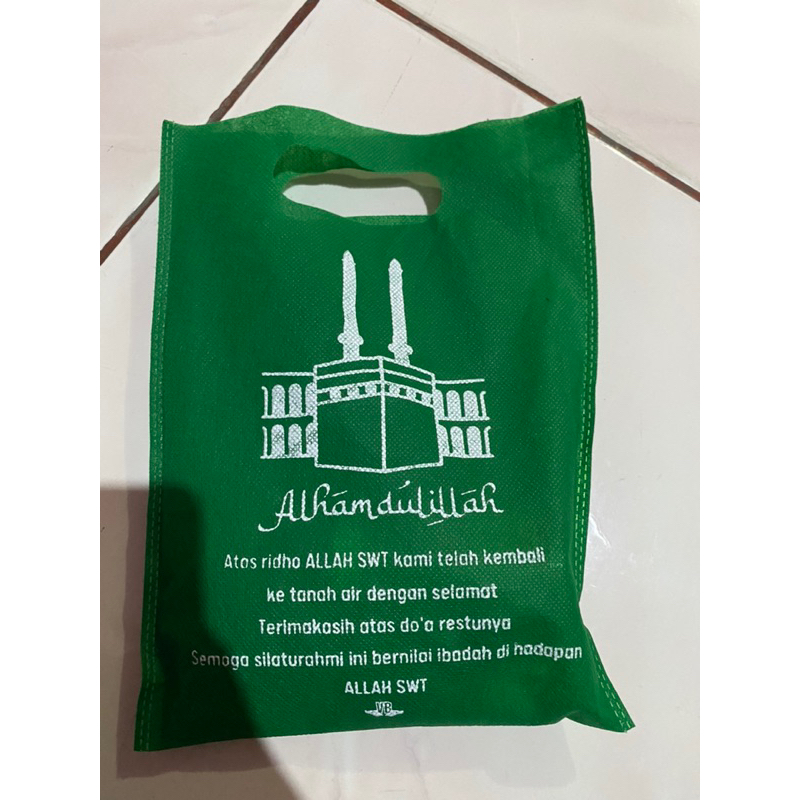 Alhamdulillah
Atas ridho ALLAH SWT kami telah kembali
ke tanah air dengan selamat
Terimakasih atas do'a restunya
Semoga silaturahmi ini bernilai ibadah di hadapan
ALLAH SWT
VB